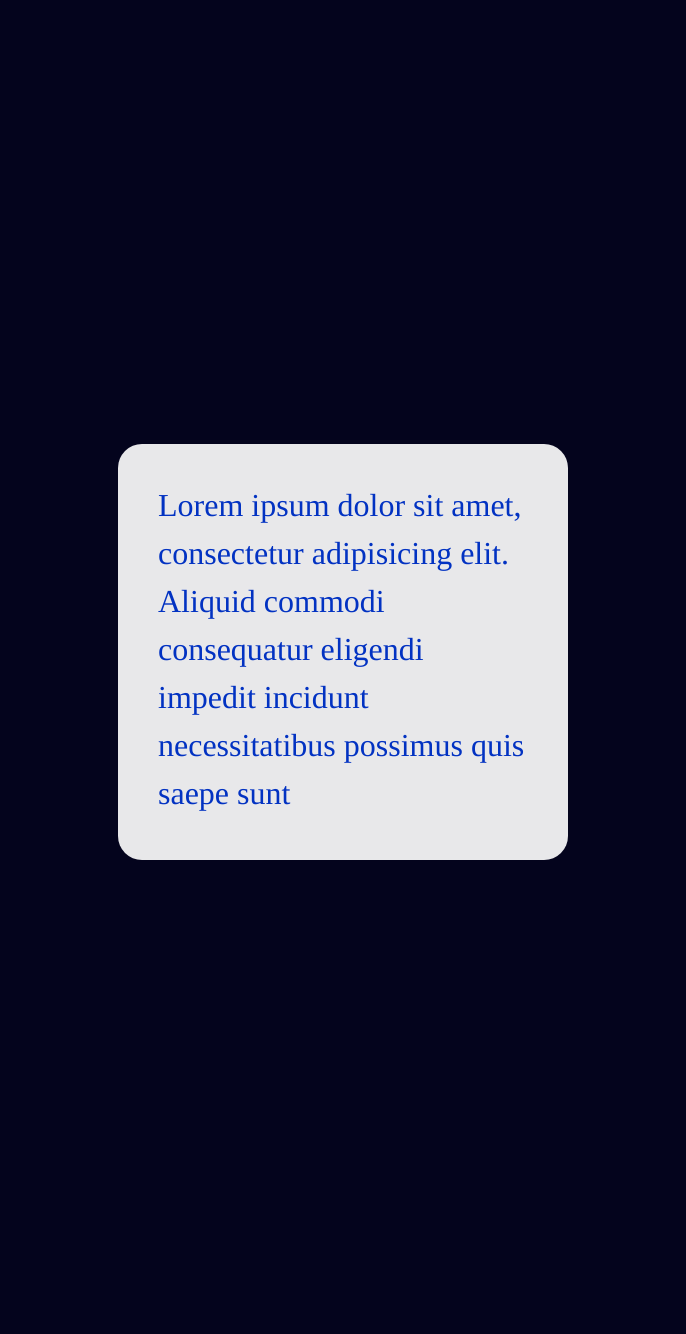 Lorem ipsum dolor sit amet,
consectetur adipisicing elit.
Aliquid commodi
consequatur eligendi
impedit incidunt
necessitatibus possimus quis
saepe sunt